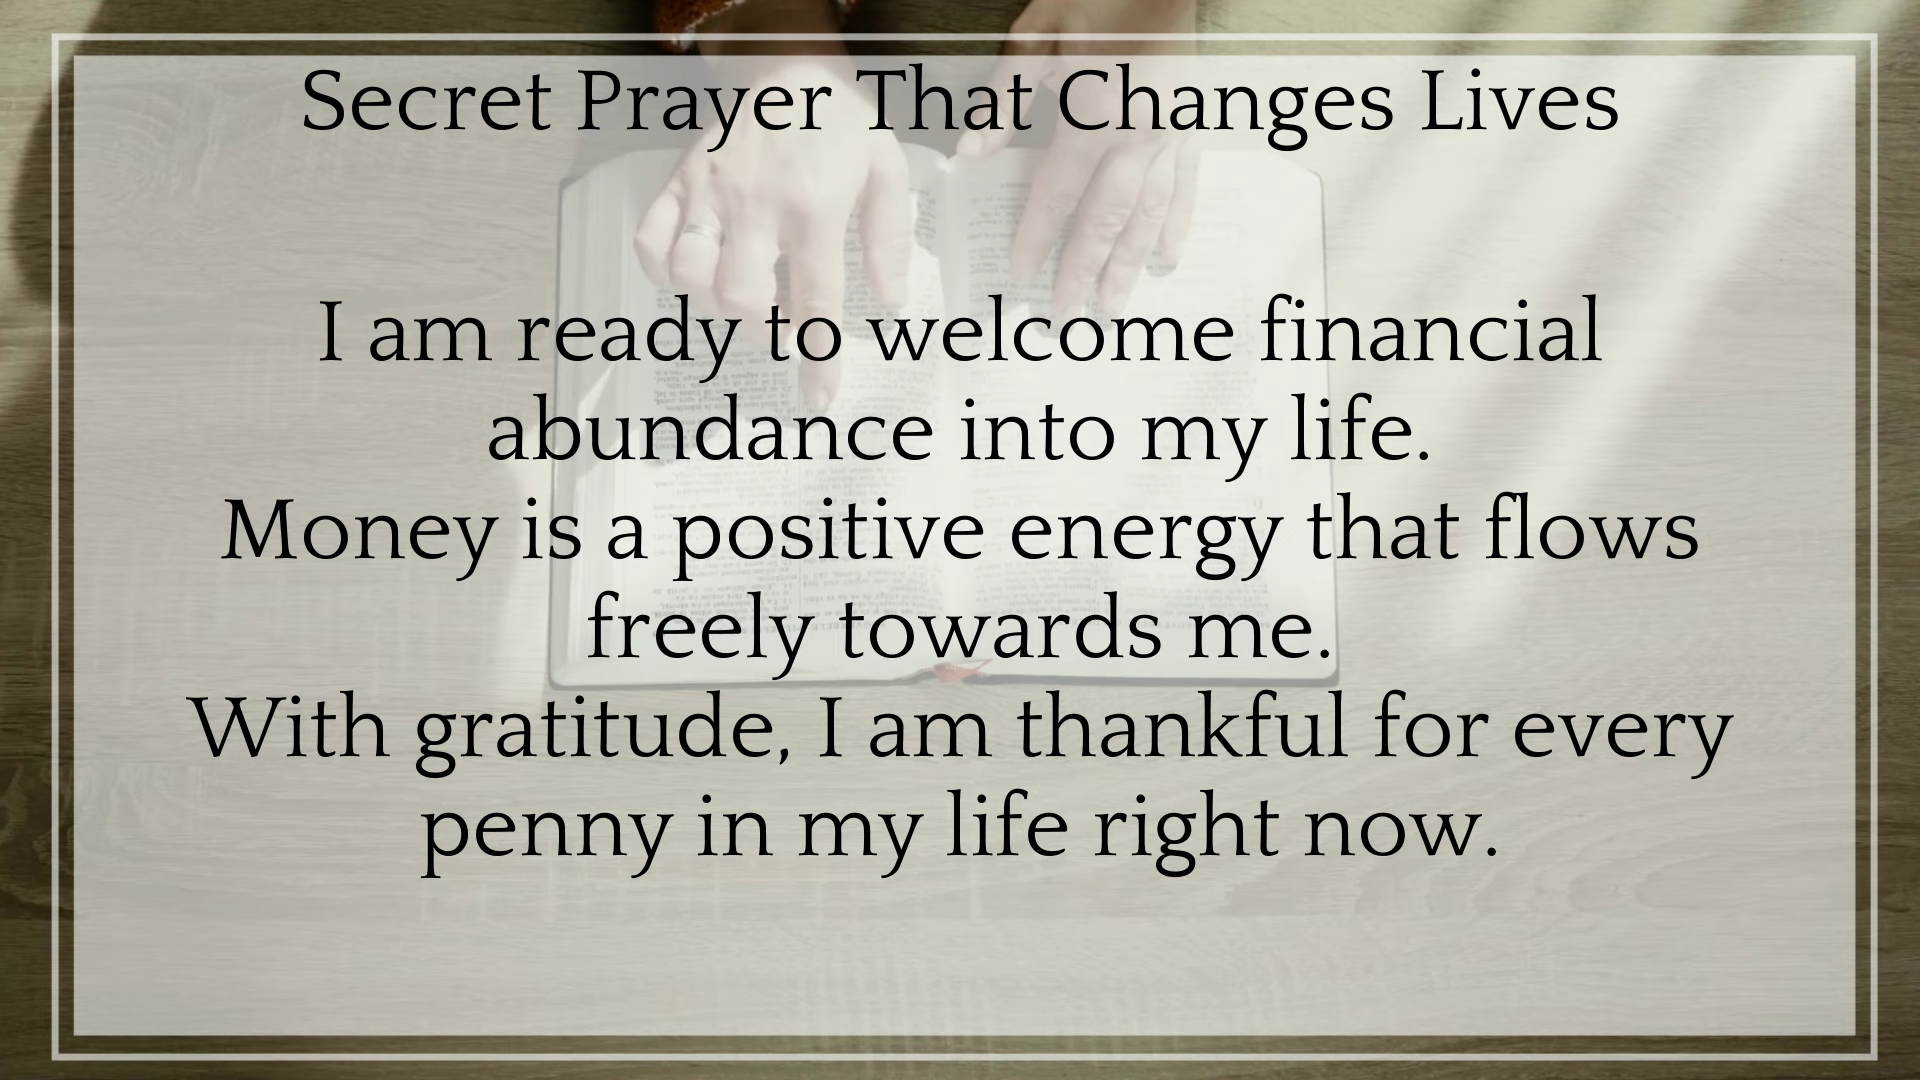 Secret Prayer That Changes Lives
I am ready to welcome financial
abundance into my life.
Money is a positive energy that flows
freely towards me.
With gratitude, I am thankful for every
penny in my life right now.